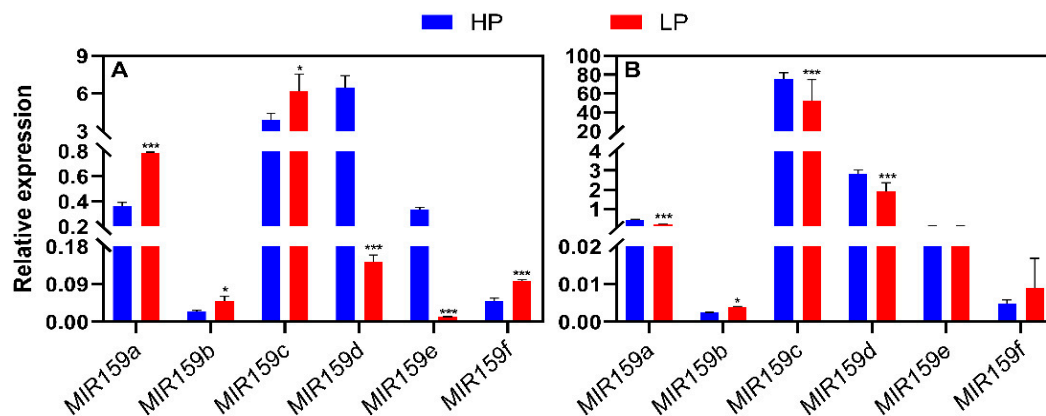 HP LP
A
Relative expression
9
6
3
0.8
0.6
0.4
0.2
0.18
0.09
0.00
*** * * *** *** ***
MIR159a MIR159b MIR159c MIR159d MIR159e MIR159f
B
100
80
60
40
20
4
3
2
1
0.02
0.01
0.00
*** * *** ***
MIR159a MIR159b MIR159c MIR159d MIR159e MIR159f